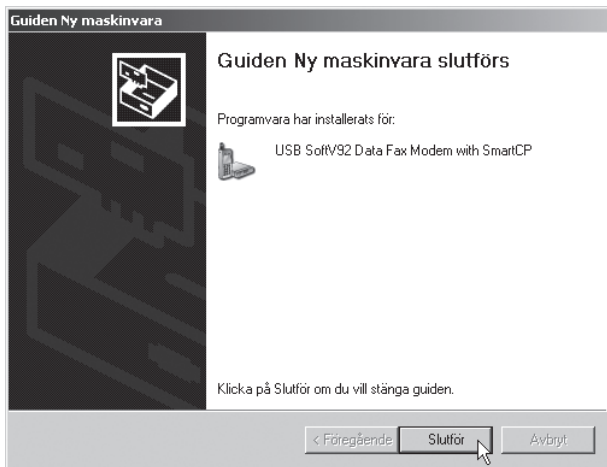 Guiden Ny maskinvara
Guiden Ny maskinvara slutförs
Programvara har installerats för:
USB SoftV92 Data Fax Modem with SmartCP
Klicka på Slutför om du vill stänga guiden.
< Föregående Slutför Avbryt